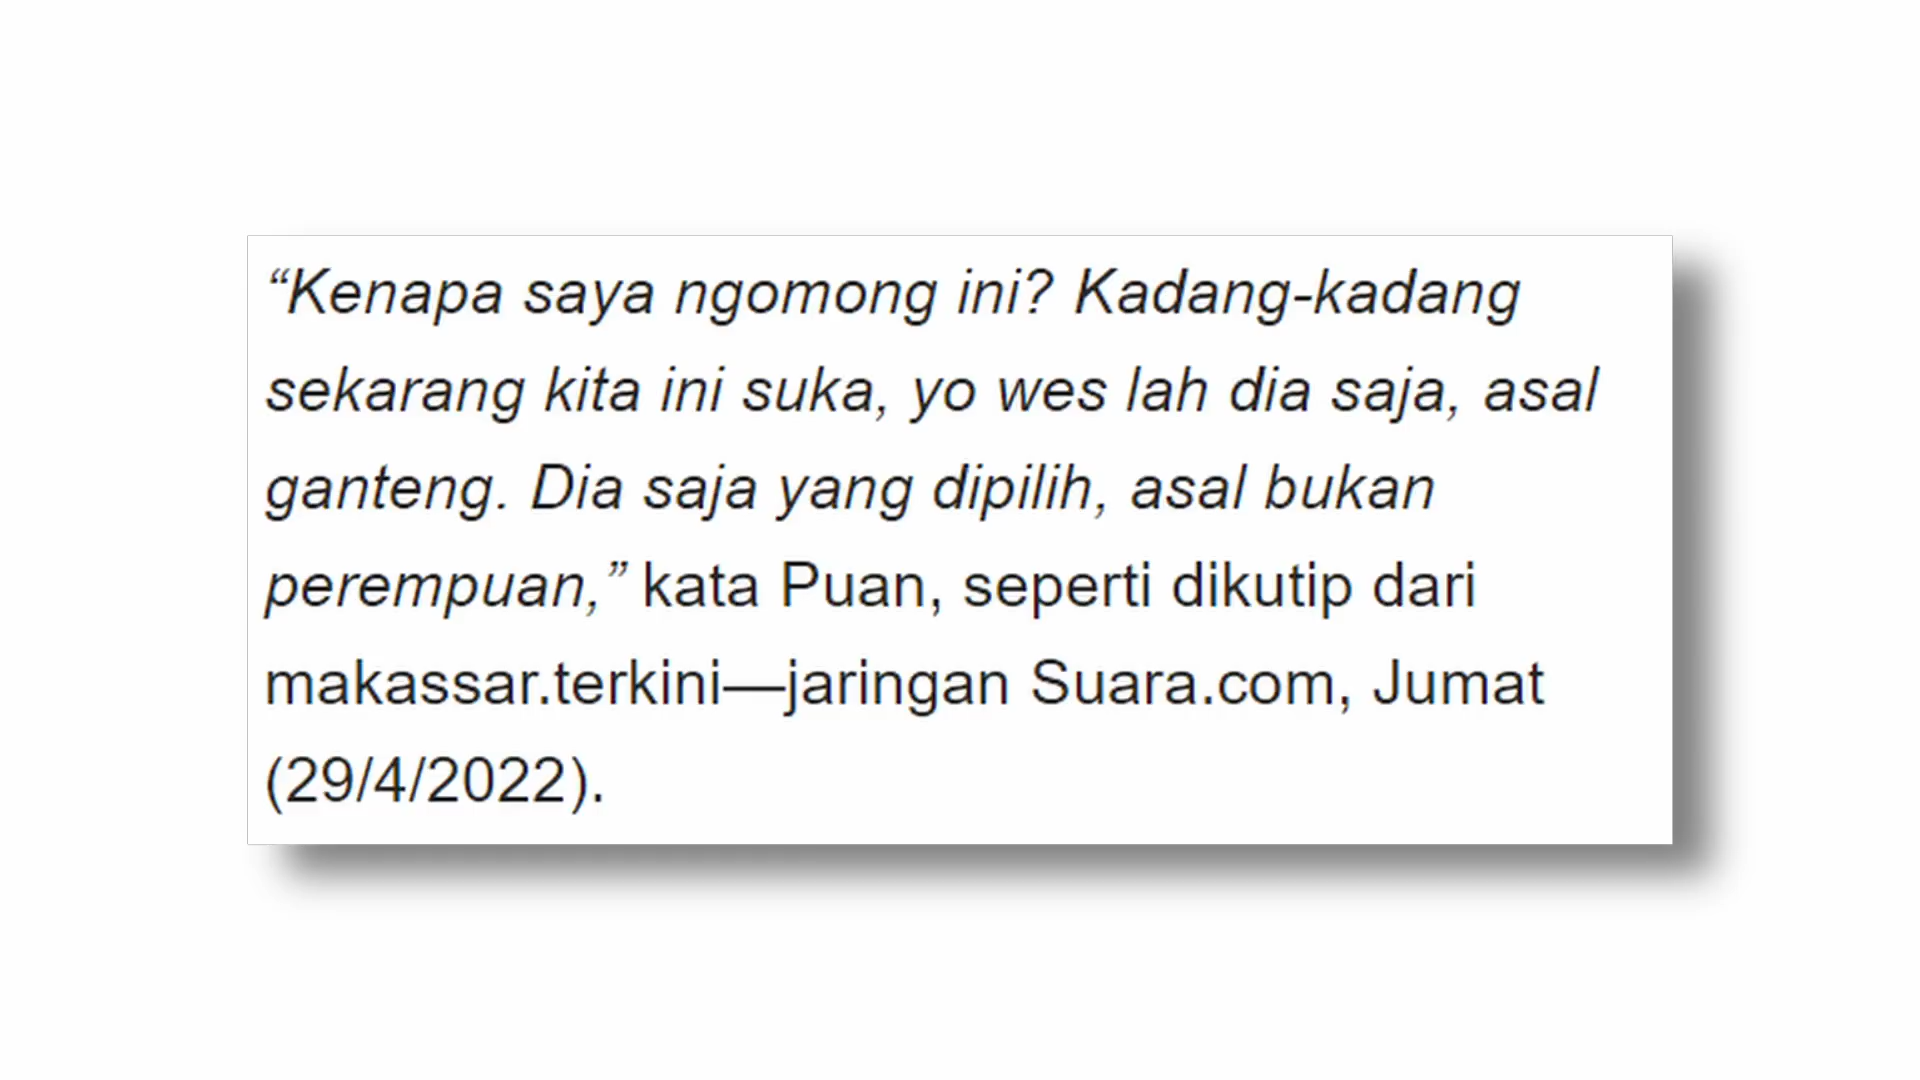 “Kenapa saya ngomong ini? Kadang-kadang
sekarang kita ini suka, yo wes lah dia saja, asal
ganteng. Dia saja yang dipilih, asal bukan
perempuan,” kata Puan, seperti dikutip dari
makassar.terkini—jaringan Suara.com, Jumat
(29/4/2022).